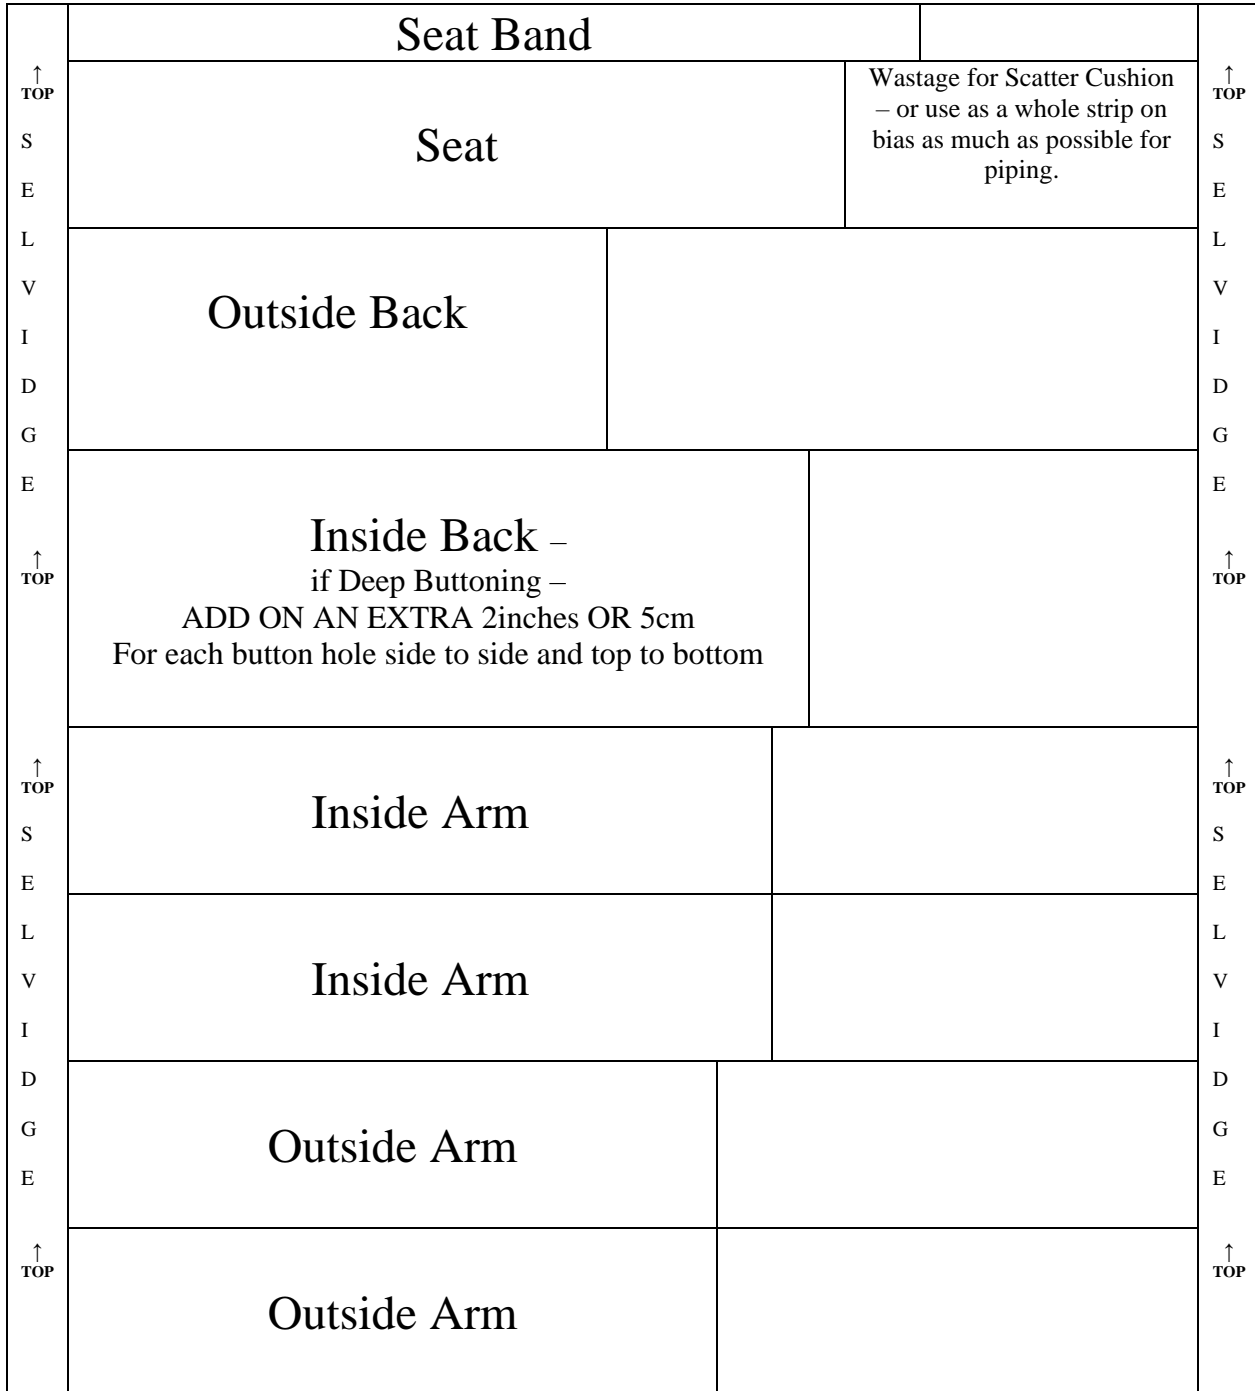 Seat Band
↑
TOP
S
E
L
V
I
D
G
E
↑
TOP
↑
TOP
S
E
L
V
I
D
G
E
↑
TOP
Seat
Wastage for Scatter Cushion
– or use as a whole strip on
bias as much as possible for
piping.
Outside Back
Inside Back –
if Deep Buttoning –
ADD ON AN EXTRA 2inches OR 5cm
For each button hole side to side and top to bottom
Inside Arm
Inside Arm
Outside Arm
Outside Arm
↑
TOP
S
E
L
V
I
D
G
E
↑
TOP
↑
TOP
S
E
L
V
I
D
G
E
↑
TOP